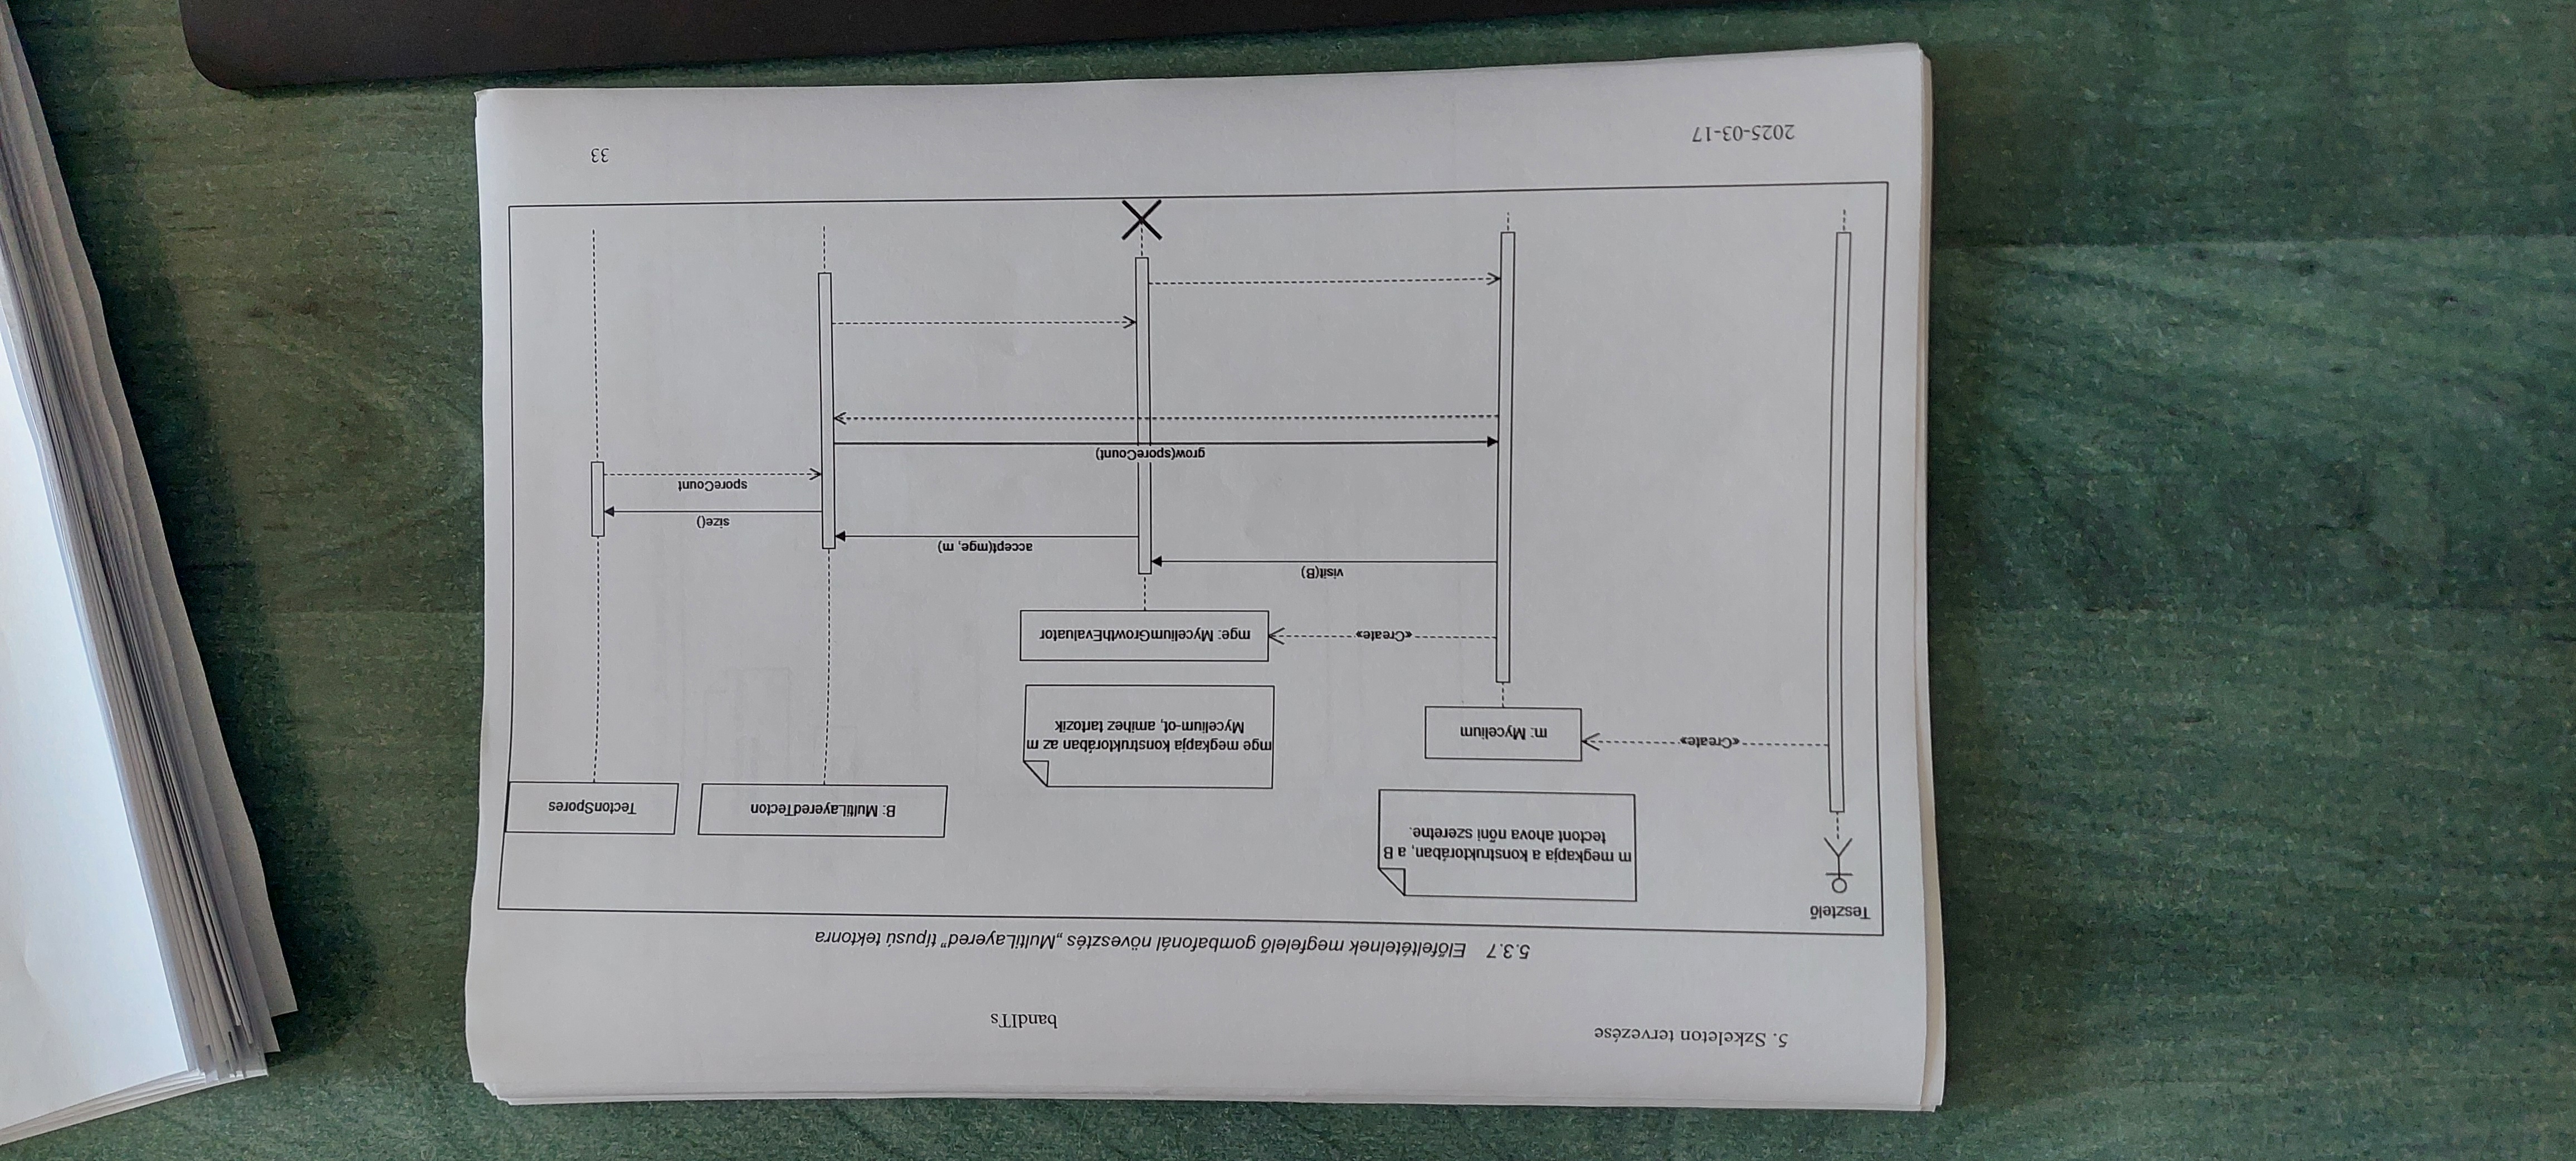 5. Szkeleton tervezése
bandITs
5.3.7 Előfeltételnek megfelelő gombafonál növesztés „MultiLayered” típusú tektonra
Tesztelő
m megkapja a konstruktorában, a B
tectont ahova nőni szeretne.
TectonSpores
B: MultiLayeredTecton
mge megkapja konstruktorában az m
Mycelium-ot, amihez tartozik
«Create»
m: Mycelium
«Create»
mge: MyceliumGrowthEvaluator
visit(B)
accept(mge, m)
size()
sporeCount
grow(sporeCount)
2025-03-17
33